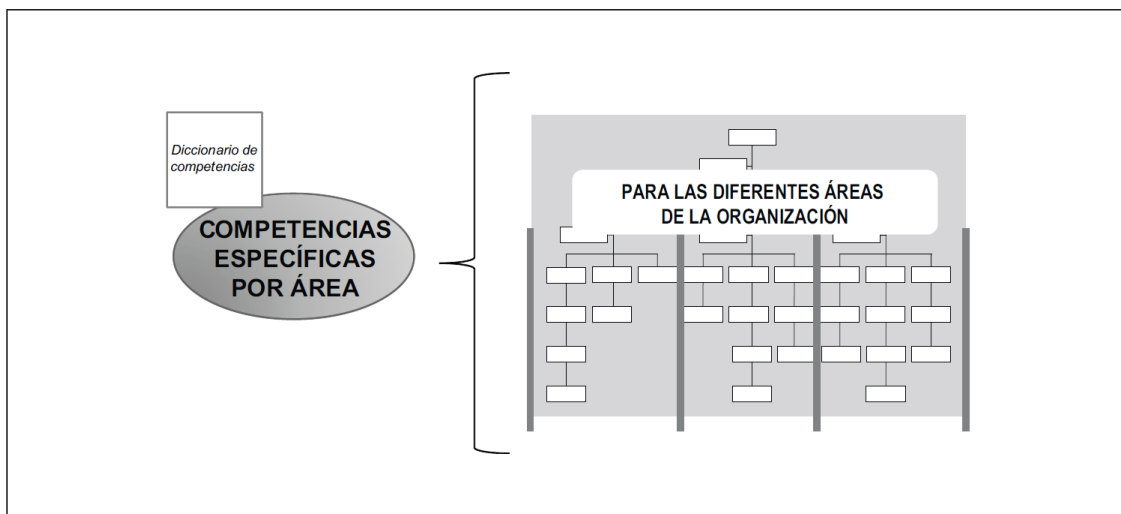 Diccionario de
competencias
COMPETENCIAS
ESPECÍFICAS
POR ÁREA
PARA LAS DIFERENTES ÁREAS
DE LA ORGANIZACIÓN